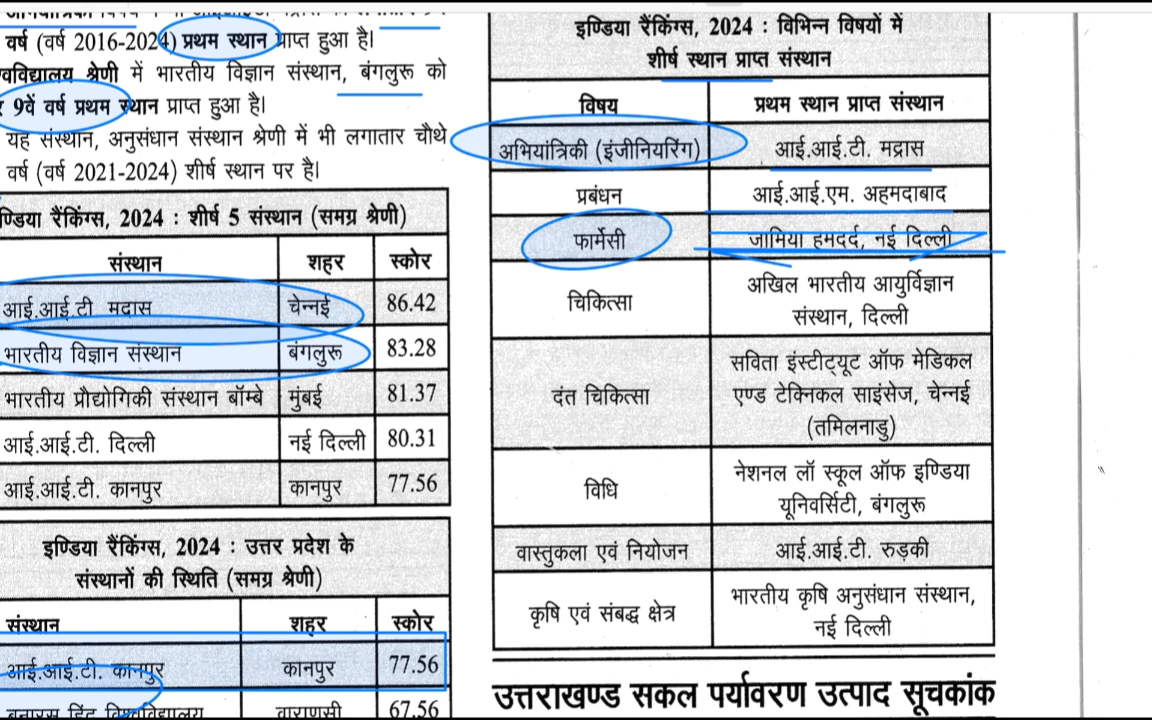 वर्ष (वर्ष 2016-2024) प्रथम स्थान प्राप्त हुआ है।
श्रेणी में भारतीय विज्ञान संस्थान, बंगलुरू को
9वें वर्ष प्रथम स्थान प्राप्त हुआ है।
यह संस्थान, अनुसंधान संस्थान श्रेणी में भी लगातार चौथे
वर्ष (वर्ष 2021-2024) शीर्ष स्थान पर है।
ण्डिया रैंकिंग्स, 2024 : शीर्ष 5 संस्थान (समग्र श्रेणी)
संस्थान शहर स्कोर
आई.आई.टी मद्रास चेन्नई 86.42
भारतीय विज्ञान संस्थान बंगलुरू 83.28
भारतीय प्रौद्योगिकी संस्थान बॉम्बे मुंबई 81.37
आई.आई.टी. दिल्ली नई दिल्ली 80.31
आई.आई.टी. कानपुर कानपुर 77.56
इण्डिया रैंकिंग्स, 2024 : उत्तर प्रदेश के
संस्थानों की स्थिति (समग्र श्रेणी)
संस्थान शहर स्कोर
आई.आई.टी. कानपुर कानपुर 77.56
बनारस हिंदू विश्वविद्यालय वाराणसी 67.56
इण्डिया रैंकिंग्स, 2024 : विभिन्न विषयों में
शीर्ष स्थान प्राप्त संस्थान
विषय प्रथम स्थान प्राप्त संस्थान
अभियांत्रिकी (इंजीनियरिंग) आई.आई.टी. मद्रास
प्रबंधन आई.आई.एम. अहमदाबाद
फार्मेसी जामिया हमदर्द, नई दिल्ली
चिकित्सा अखिल भारतीय आयुर्विज्ञान
संस्थान, दिल्ली
दंत चिकित्सा सविता इंस्टीट्यूट ऑफ मेडिकल
एण्ड टेक्निकल साइंसेज, चेन्नई
(तमिलनाडु)
विधि नेशनल लॉ स्कूल ऑफ इण्डिया
यूनिवर्सिटी, बंगलुरू
वास्तुकला एवं नियोजन आई.आई.टी. रुड़की
कृषि एवं संबद्ध क्षेत्र भारतीय कृषि अनुसंधान संस्थान,
नई दिल्ली
उत्तराखण्ड सकल पर्यावरण उत्पाद सूचकांक